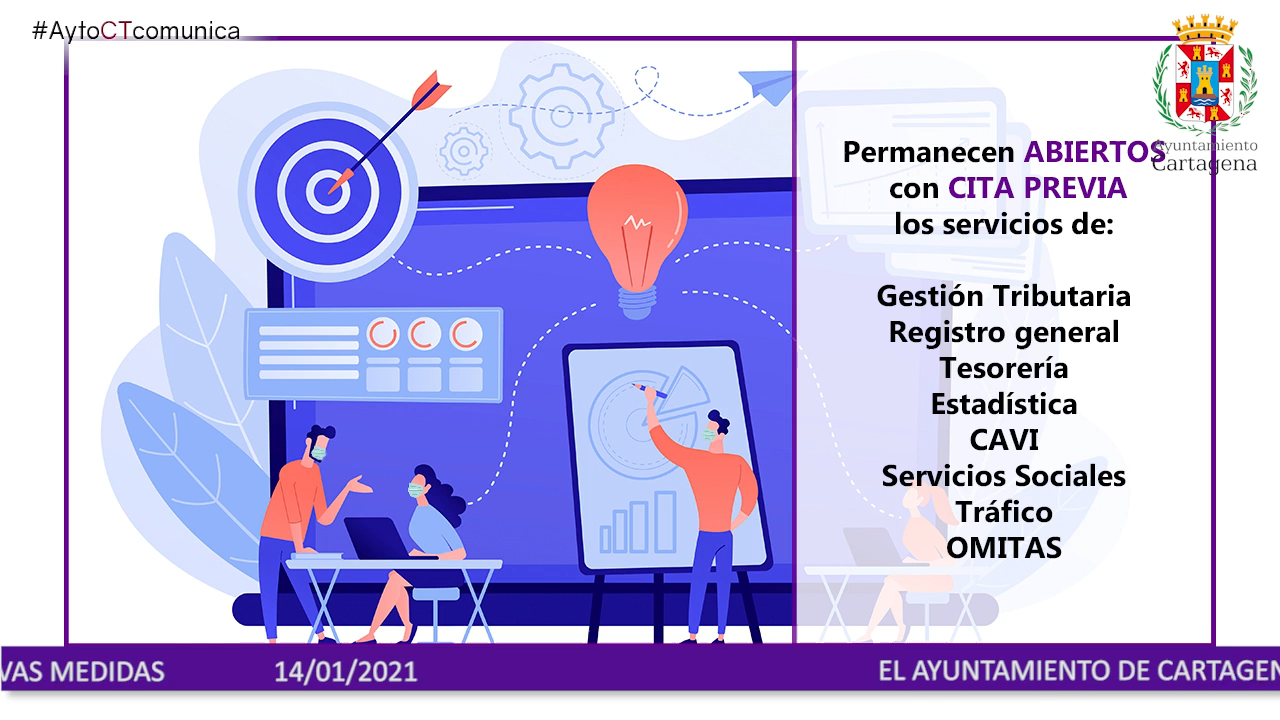 #AytoCTcomunica
Ayuntamiento
Cartagena
Permanecen ABIERTOS
con CITA PREVIA
los servicios de:
Gestión Tributaria
Registro general
Tesorería
Estadística
CAVI
Servicios Sociales
Tráfico
OMITAS
VAS MEDIDAS 14/01/2021 EL AYUNTAMIENTO DE CARTAGEN